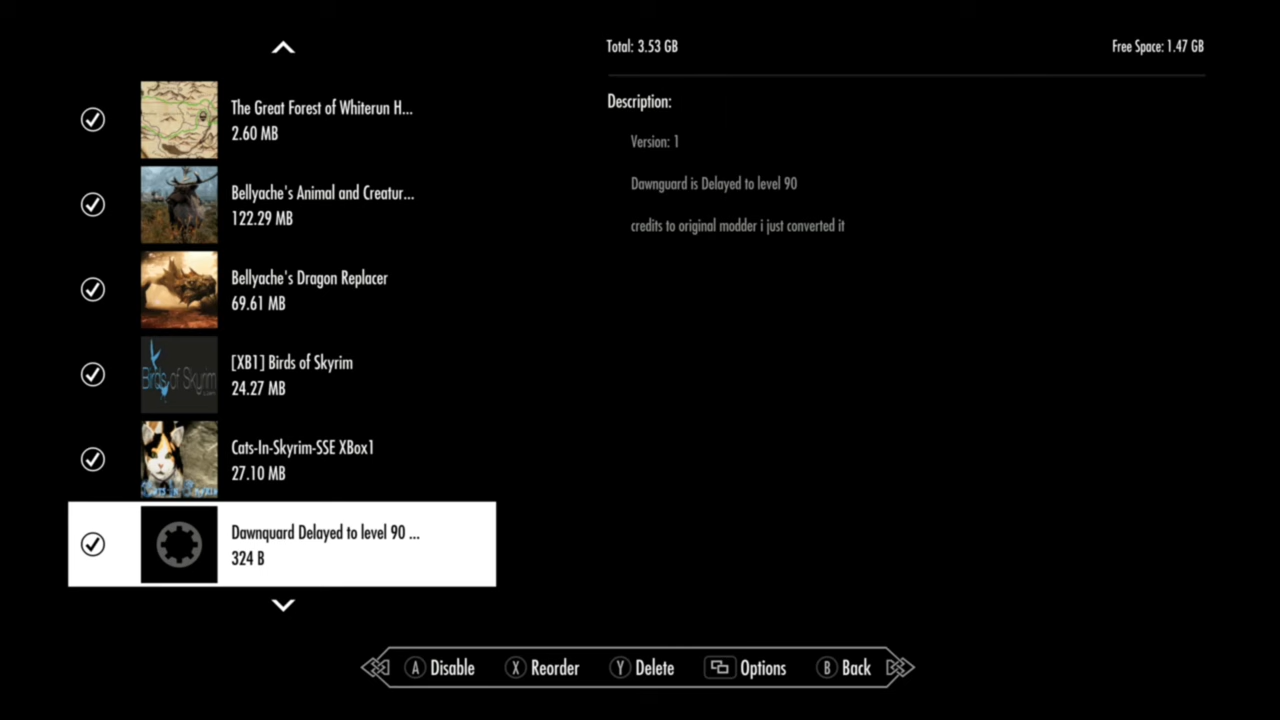 Total: 3.53 GB
Free Space: 1.47 GB
The Great Forest of Whiterun H...
2.60 MB
Bellyache's Animal and Creatur...
122.29 MB
Bellyache's Dragon Replacer
69.61 MB
Birds of Skyrim
[XB1] Birds of Skyrim
24.27 MB
Cats-In-Skyrim-SSE XBox1
27.10 MB
Dawnquard Delayed to level 90 ...
324 B
Description:
Version: 1
Dawnguard is Delayed to level 90
credits to original modder i just converted it
A Disable
X Reorder
Y Delete
Options
B Back